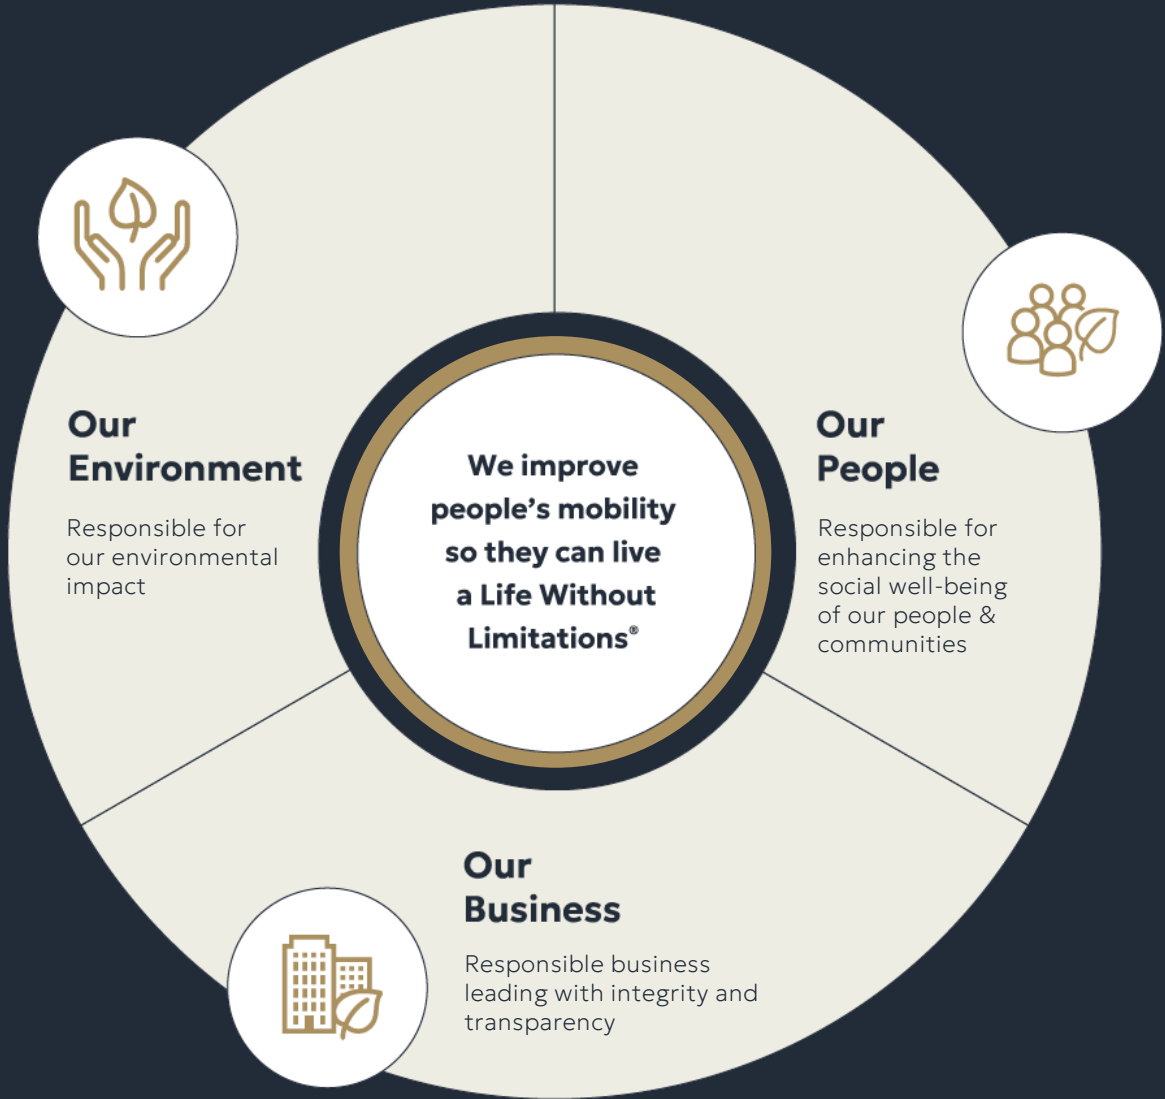 Our
Environment
Responsible for
our environmental
impact
We improve
people’s mobility
so they can live
a Life Without
Limitations®
Our
People
Responsible for
enhancing the
social well-being
of our people &
communities
Our
Business
Responsible business
leading with integrity and
transparency